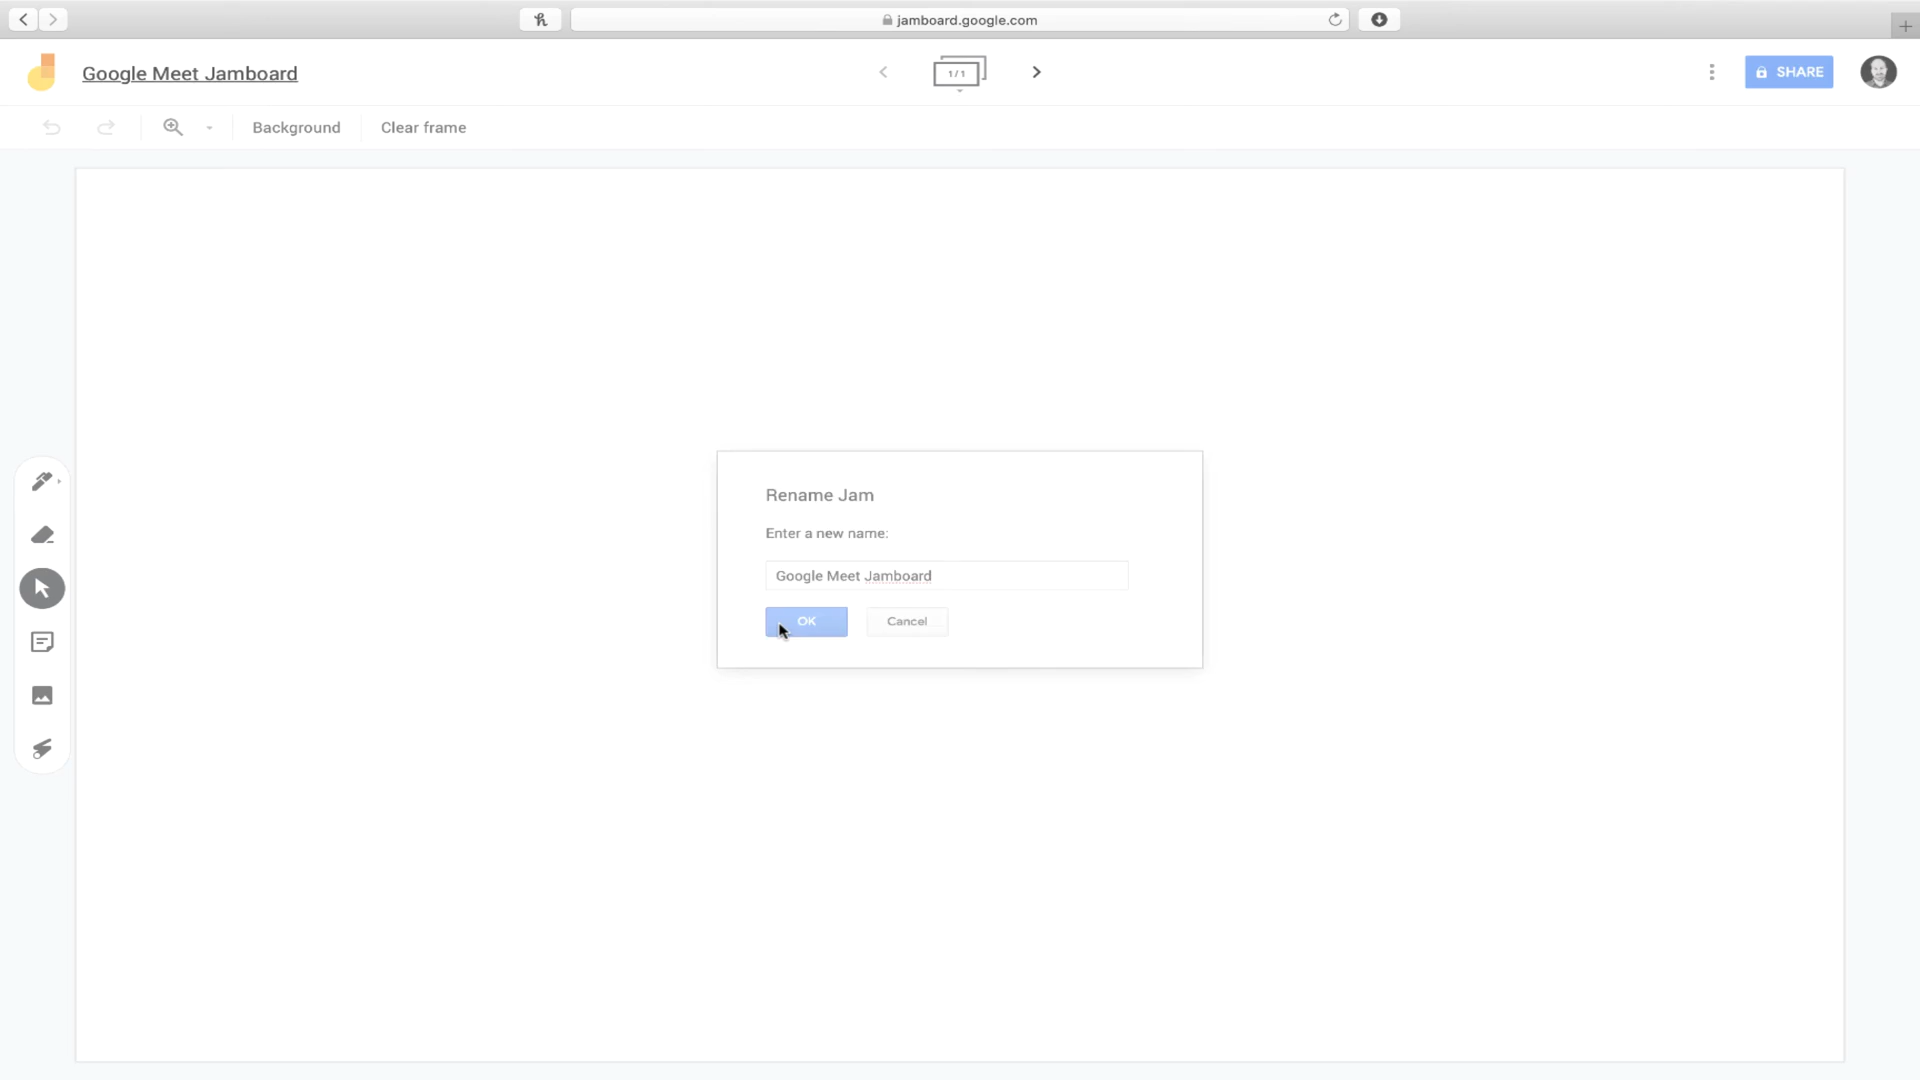 jamboard.google.com
Google Meet Jamboard
1 / 1
SHARE
Background
Clear frame
Rename Jam
Enter a new name:
Google Meet Jamboard
OK
Cancel